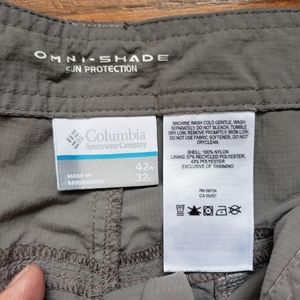 OMNI-SHADE
SUN PROTECTION
Columbia
Sportswear Company
42W
MADE IN
32L
BANGLADESH
MACHINE WASH COLD GENTLE, WASH
SEPARATELY, DO NOT BLEACH, TUMBLE
DRY LOW, REMOVE PROMPTLY, IRON LOW,
DO NOT USE FABRIC SOFTENER, DO NOT
DRYCLEAN.
SHELL: 100% NYLON
LINING: 57% RECYCLED POLYESTER,
43% POLYESTER
EXCLUSIVE OF TRIMMING
RN 69724
CA 05367